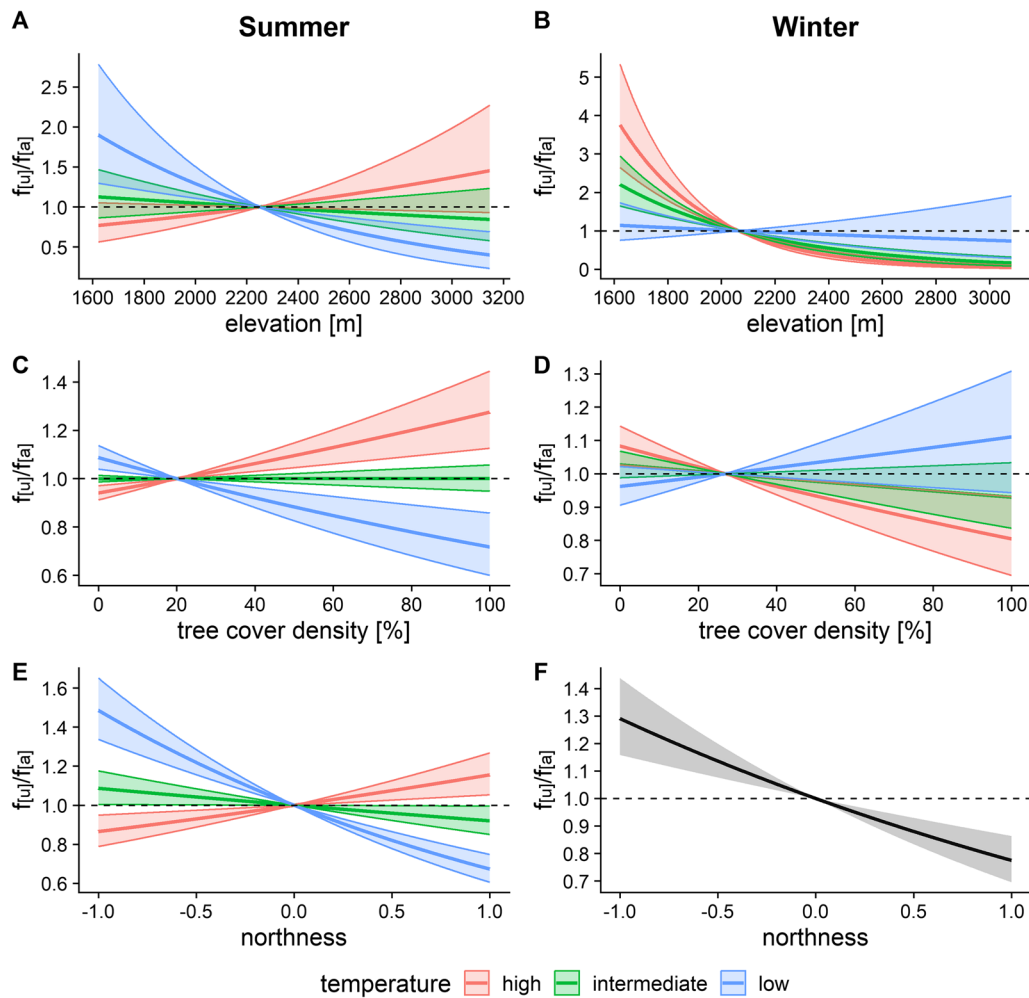 A Summer B Winter
f[u]/f[a]
2.5
2.0
1.5
1.0
0.5
1600 1800 2000 2200 2400 2600 2800 3000 3200
elevation [m]
f[u]/f[a]
5
4
3
2
1
0
1600 1800 2000 2200 2400 2600 2800 3000
elevation [m]
C
f[u]/f[a]
1.4
1.2
1.0
0.8
0.6
0 20 40 60 80 100
tree cover density [%]
D
f[u]/f[a]
1.3
1.2
1.1
1.0
0.9
0.8
0.7
0 20 40 60 80 100
tree cover density [%]
E
f[u]/f[a]
1.6
1.4
1.2
1.0
0.8
0.6
-1.0 -0.5 0.0 0.5 1.0
northness
F
f[u]/f[a]
1.4
1.3
1.2
1.1
1.0
0.9
0.8
0.7
-1.0 -0.5 0.0 0.5 1.0
northness
temperature high intermediate low